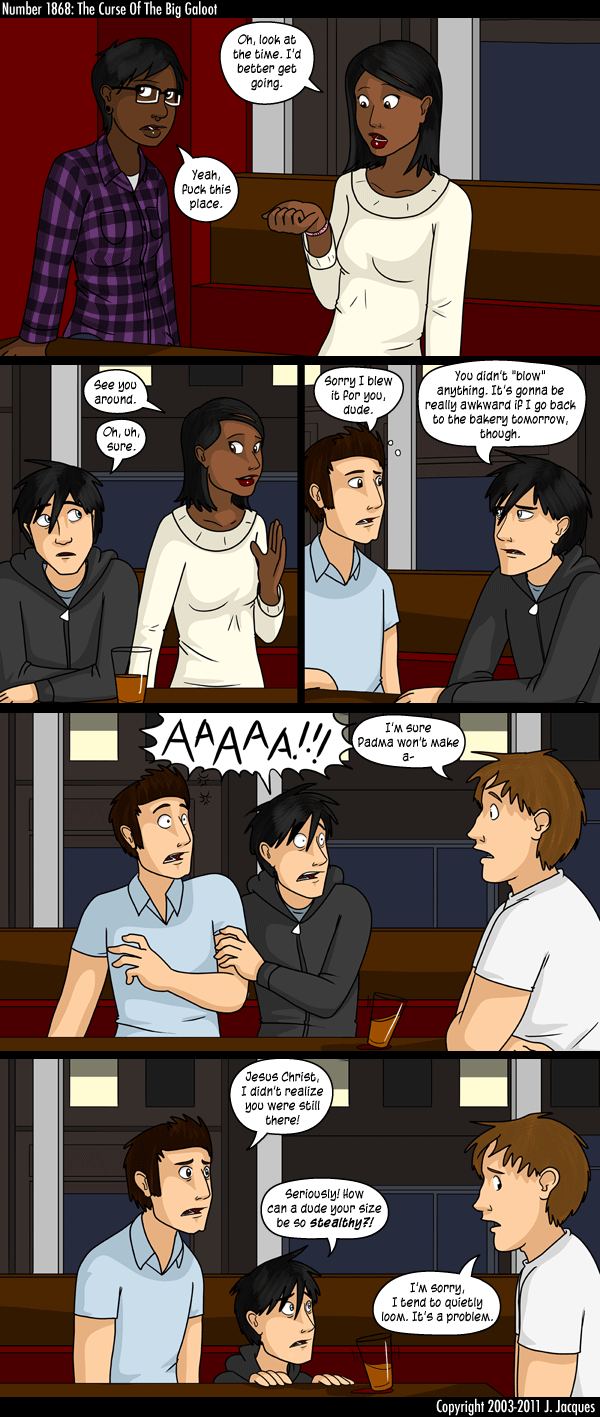 Number 1868: The Curse Of The Big Galoot
Oh, look at
the time. I'd
better get
going.
Yeah,
fuck this
place.
See you
around.
Oh, uh,
sure.
Sorry I blew
it for you,
dude.
You didn't "blow"
anything. It's gonna be
really awkward if I go back
to the bakery tomorrow,
though.
AAAAA!!!
I'm sure
Padma won't make
a-
Jesus Christ,
I didn't realize
you were still
there!
Seriously! How
can a dude your size
be so stealthy?!
I'm sorry,
I tend to quietly
loom. It's a problem.
Copyright 2003-2011 J. Jacques